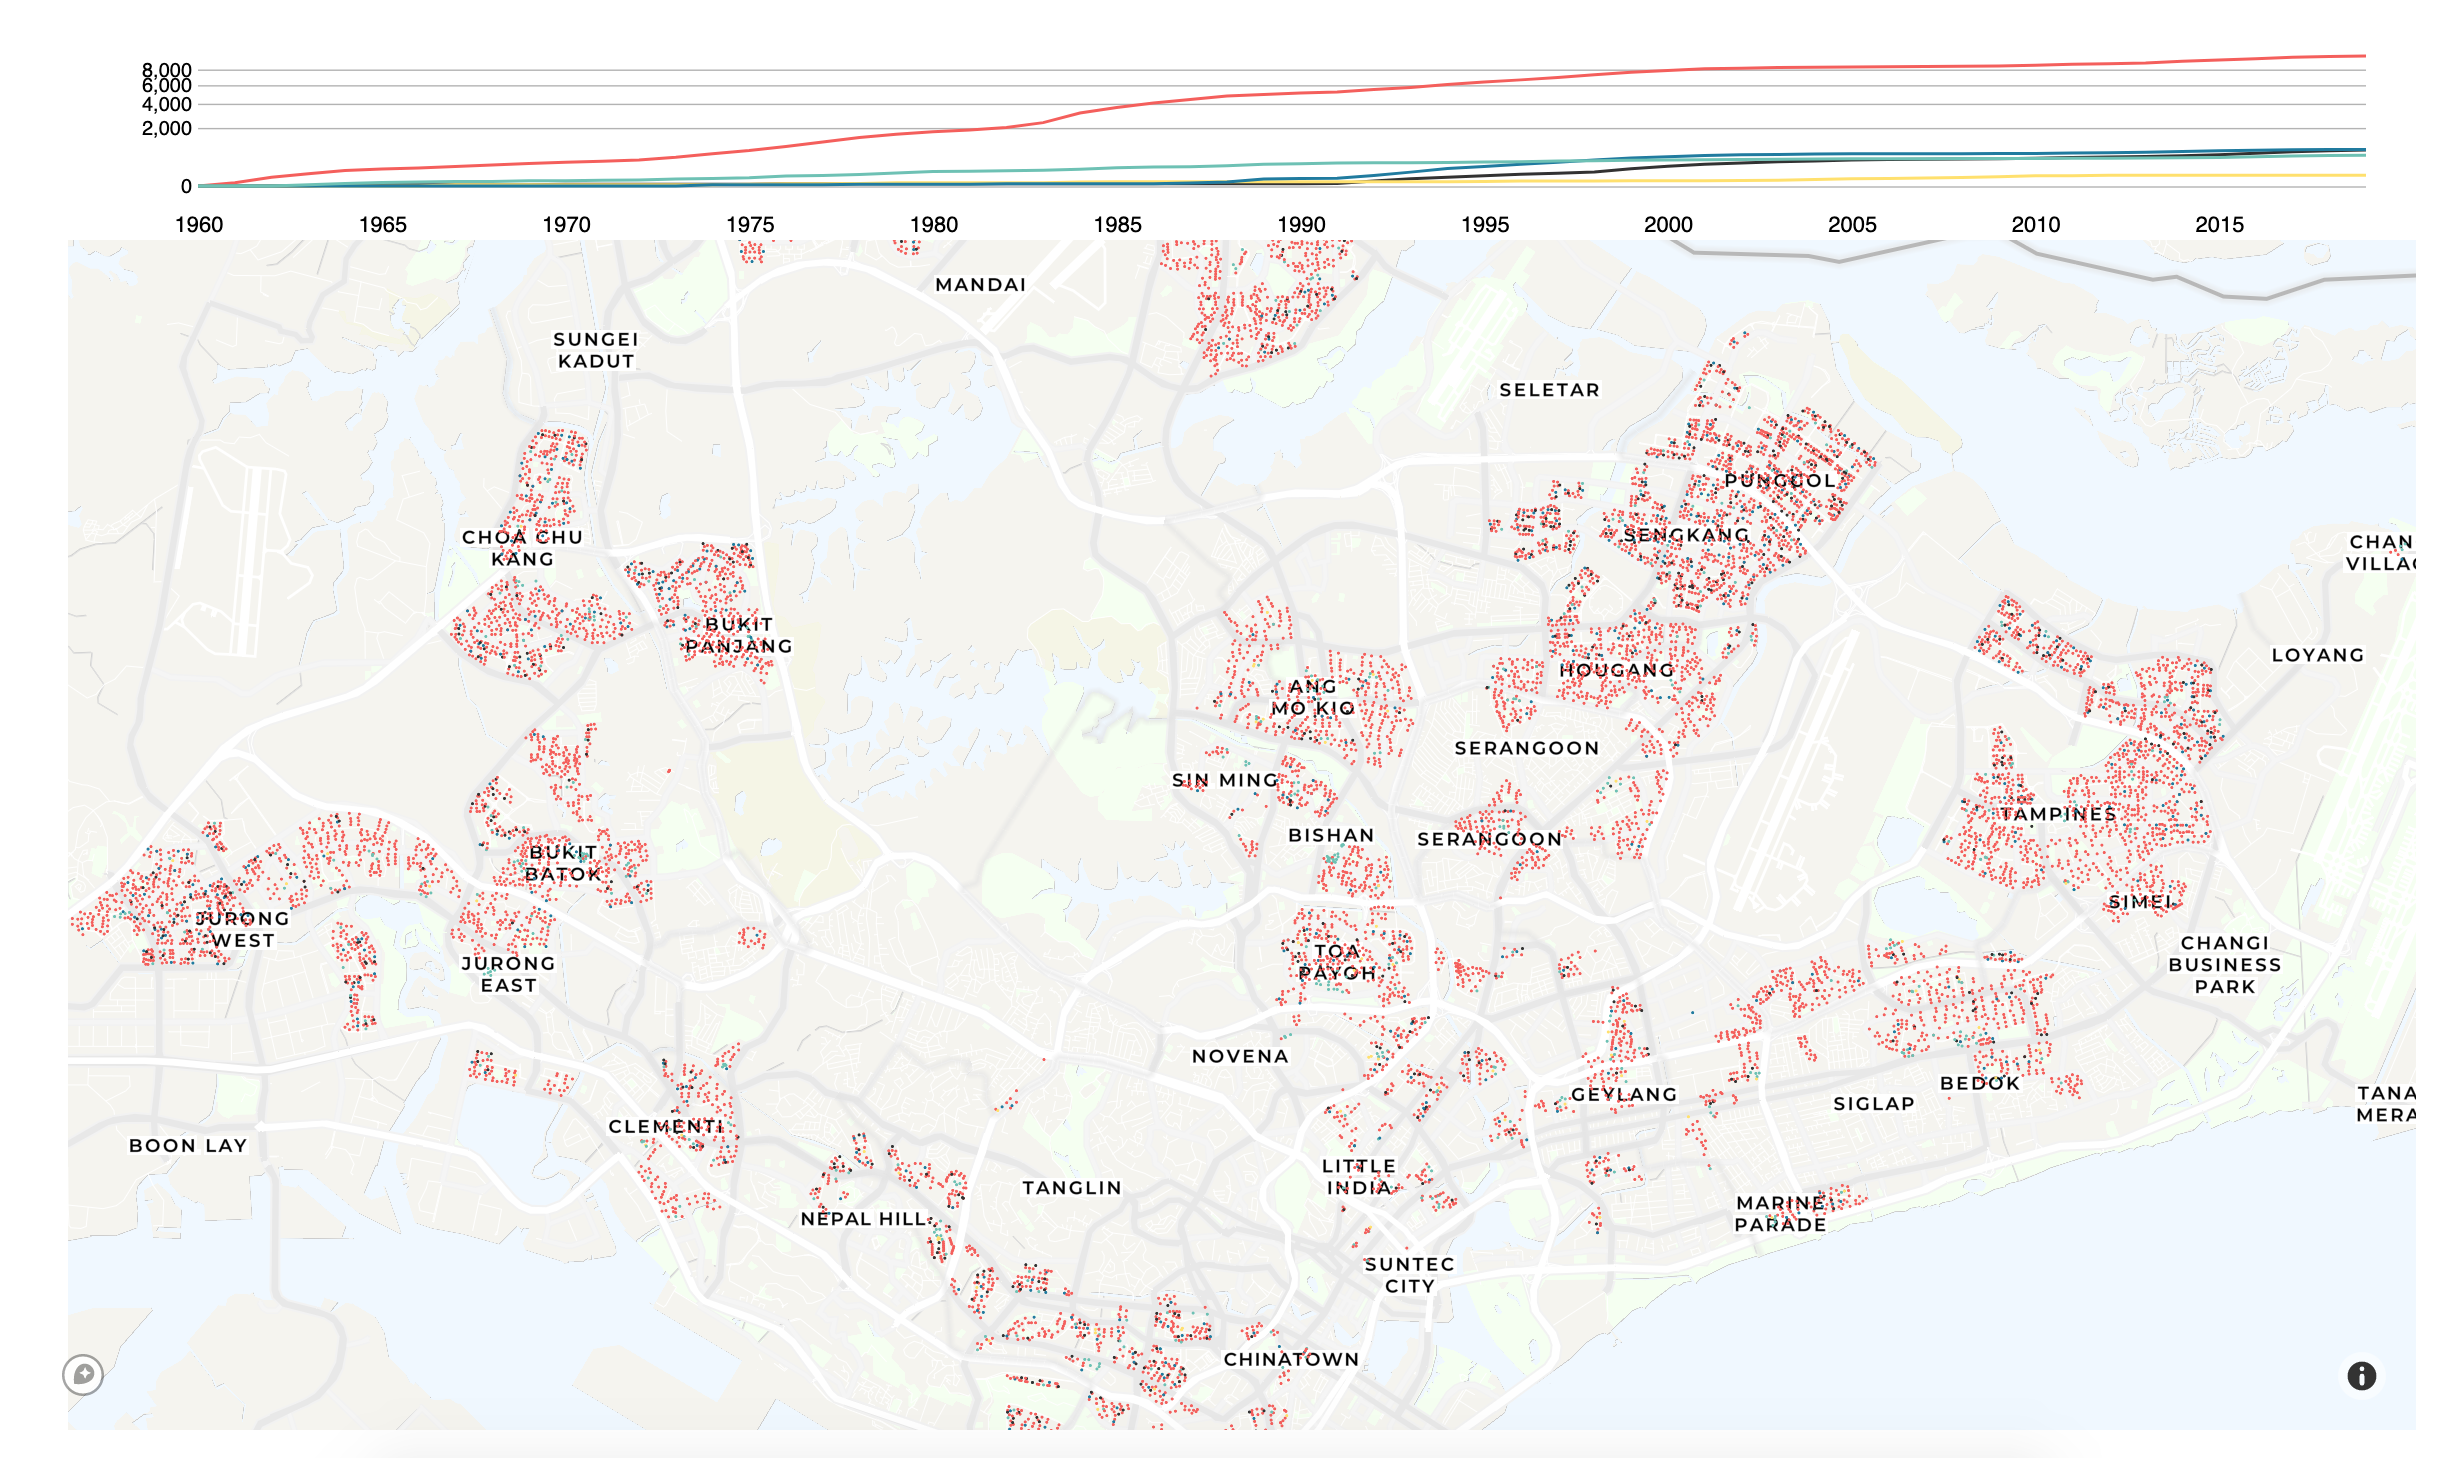 8,000
6,000
4,000
2,000
0
1960 1965 1970 1975 1980 1985 1990 1995 2000 2005 2010 2015
MANDAI
SUNGEI
KADUT
SELETAR
PUNGGOL
SENGKANG
CHOA CHU
KANG
CHAN
VILLA
BUKIT
PANJANG
LOYANG
HOUGANG
ANG
MO KIO
SERANGOON
SIN MING
TAMPINES
BISHAN
SERANGOON
BUKIT
BATOK
SIMEI
JURONG
WEST
TOA
PAYOH
CHANGI
BUSINESS
PARK
JURONG
EAST
NOVENA
BEDOK
GEYLANG
SIGLAP
TANA
MERA
CLEMENTI
BOON LAY
LITTLE
INDIA
TANGLIN
MARINE
PARADE
NEPAL HILL
SUNTEC
CITY
CHINATOWN